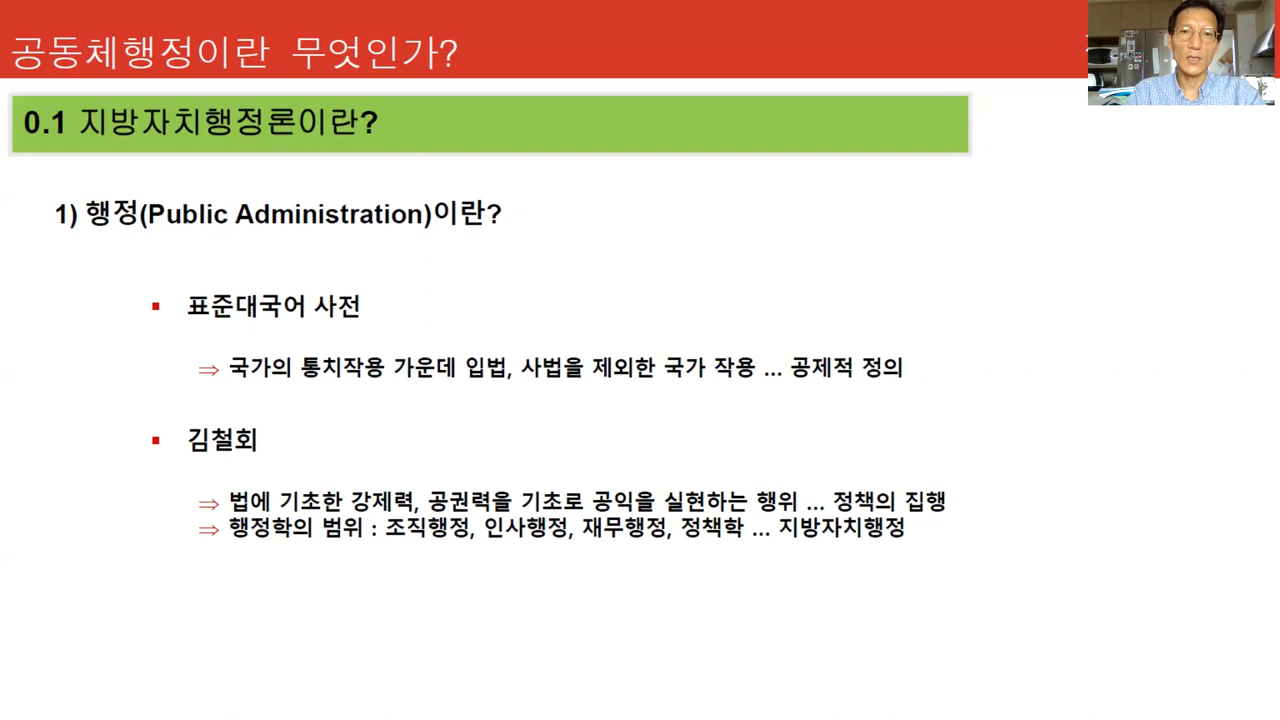 공동체행정이란 무엇인가?
0.1 지방자치행정론이란?
1) 행정(Public Administration)이란?
▪ 표준대국어 사전
⇒ 국가의 통치작용 가운데 입법, 사법을 제외한 국가 작용 ... 공제적 정의
▪ 김철회
⇒ 법에 기초한 강제력, 공권력을 기초로 공익을 실현하는 행위 ... 정책의 집행
⇒ 행정학의 범위 : 조직행정, 인사행정, 재무행정, 정책학 ... 지방자치행정